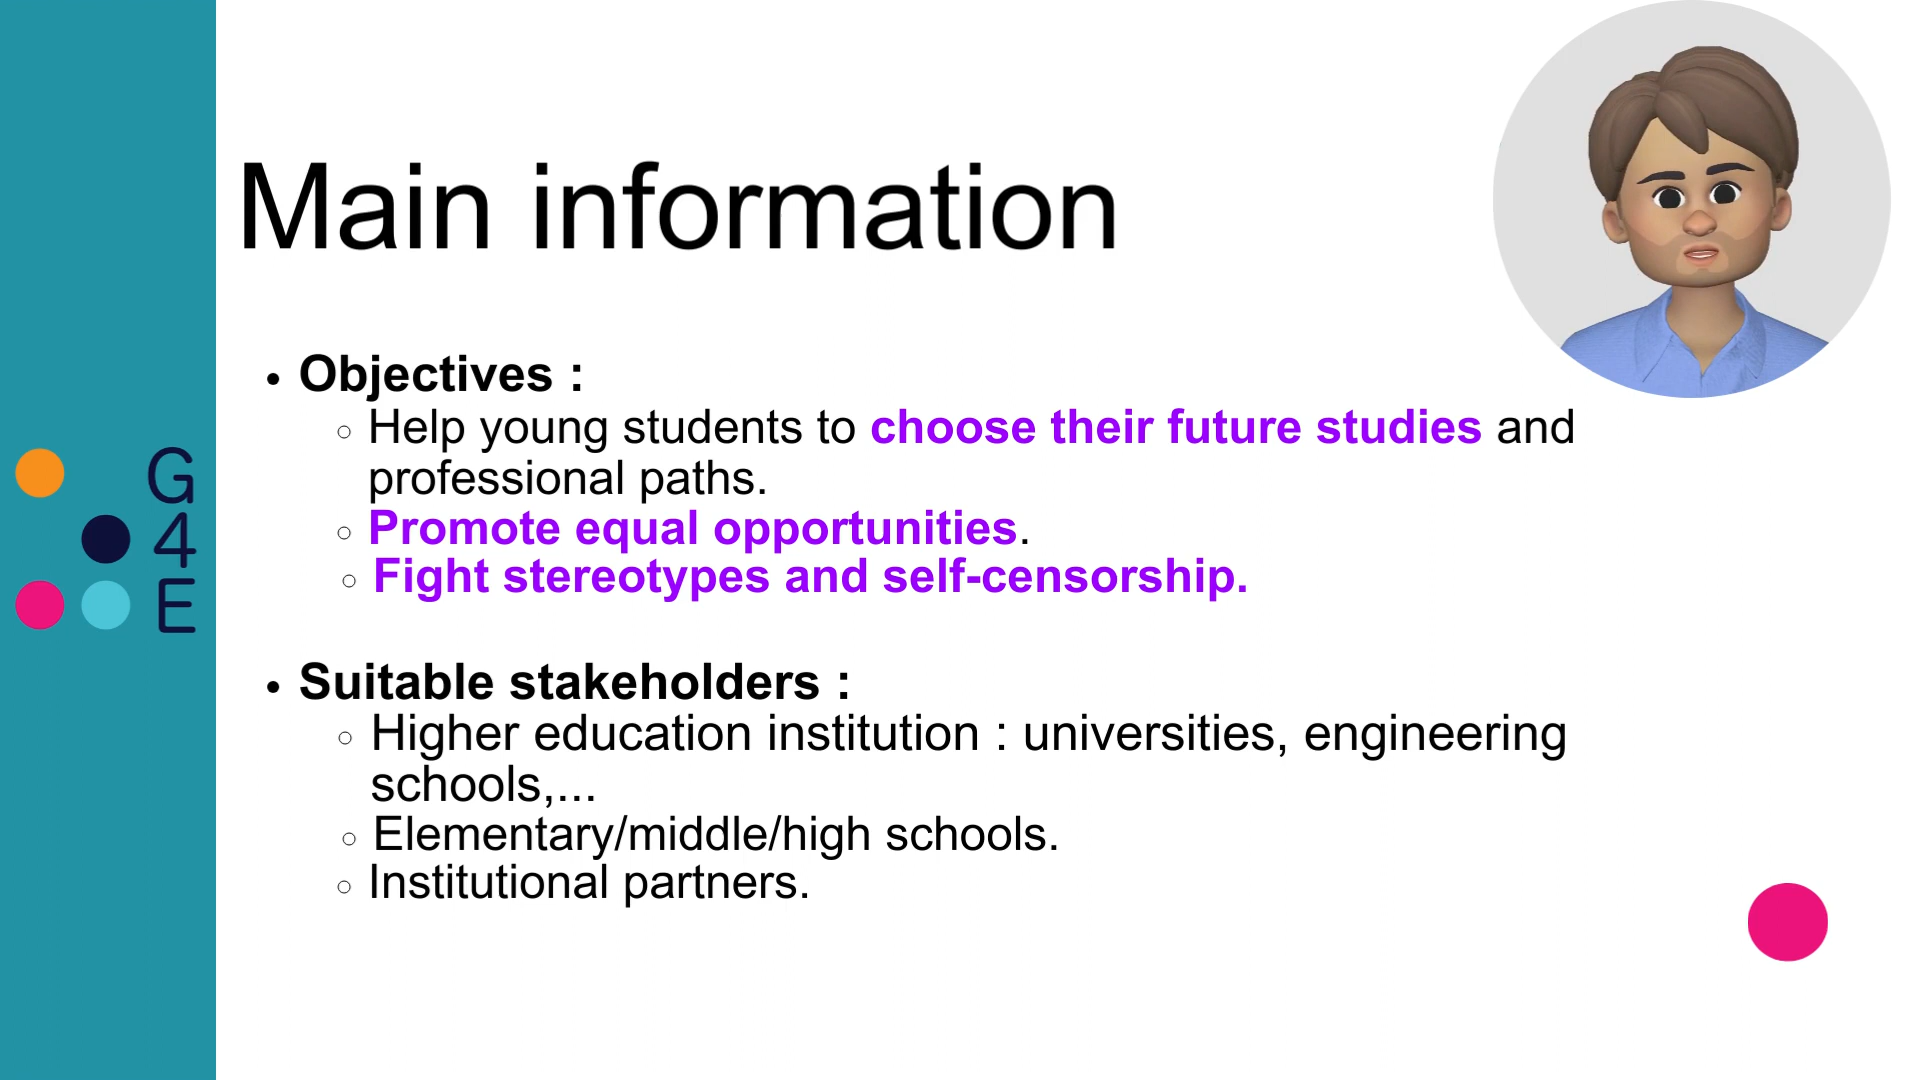 Main information
G
4
E
• Objectives :
◦ Help young students to choose their future studies and
professional paths.
◦ Promote equal opportunities.
◦ Fight stereotypes and self-censorship.
• Suitable stakeholders :
◦ Higher education institution : universities, engineering
schools,...
◦ Elementary/middle/high schools.
◦ Institutional partners.